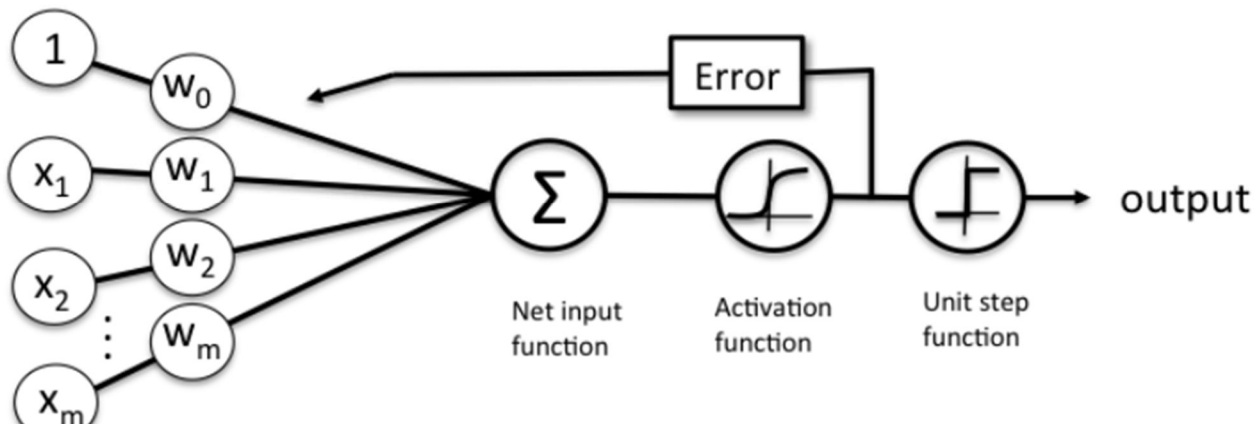 1
w0
Error
x1
w1
Σ
output
x2
w2
⋮
wm
xm
Net input
function
Activation
function
Unit step
function